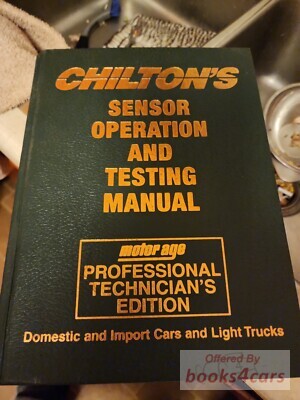 CHILTON'S
SENSOR
OPERATION
AND
TESTING
MANUAL
motor age
PROFESSIONAL
TECHNICIAN'S
EDITION
Domestic and Import Cars and Light Trucks
Offered By
books4cars